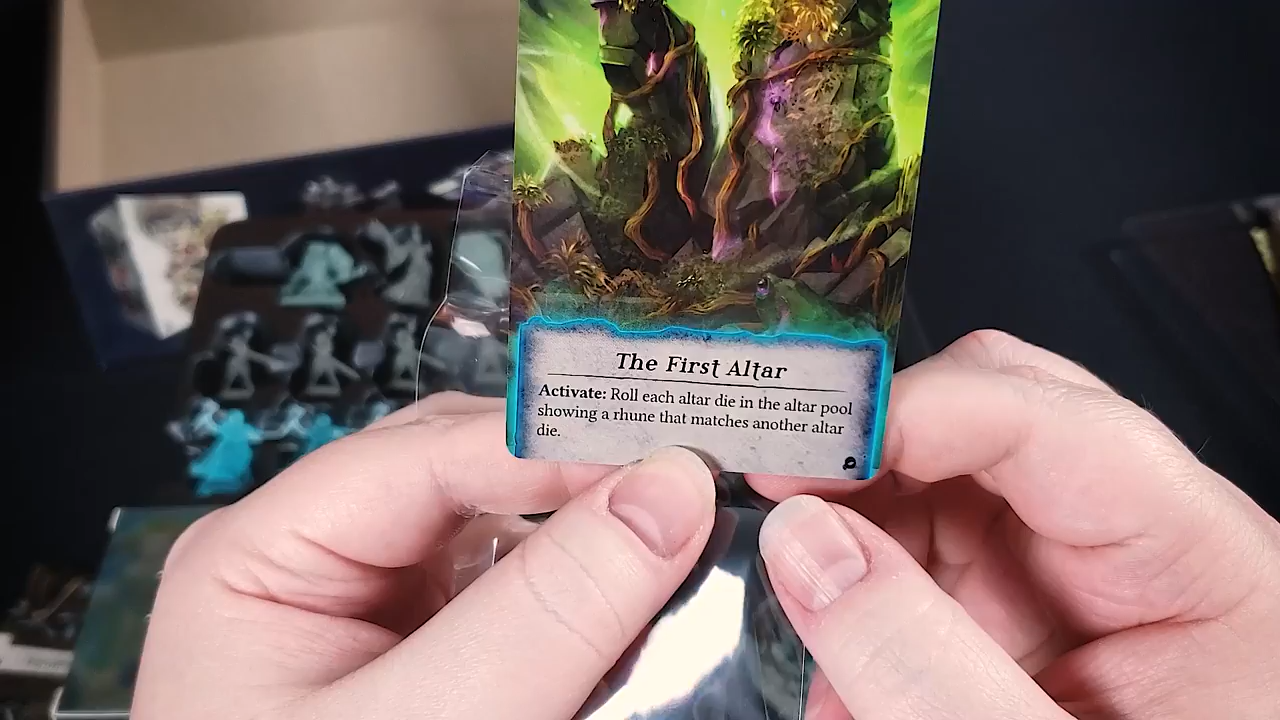 The First Altar
Activate: Roll each altar die in the altar pool
showing a rhune that matches another altar
die.